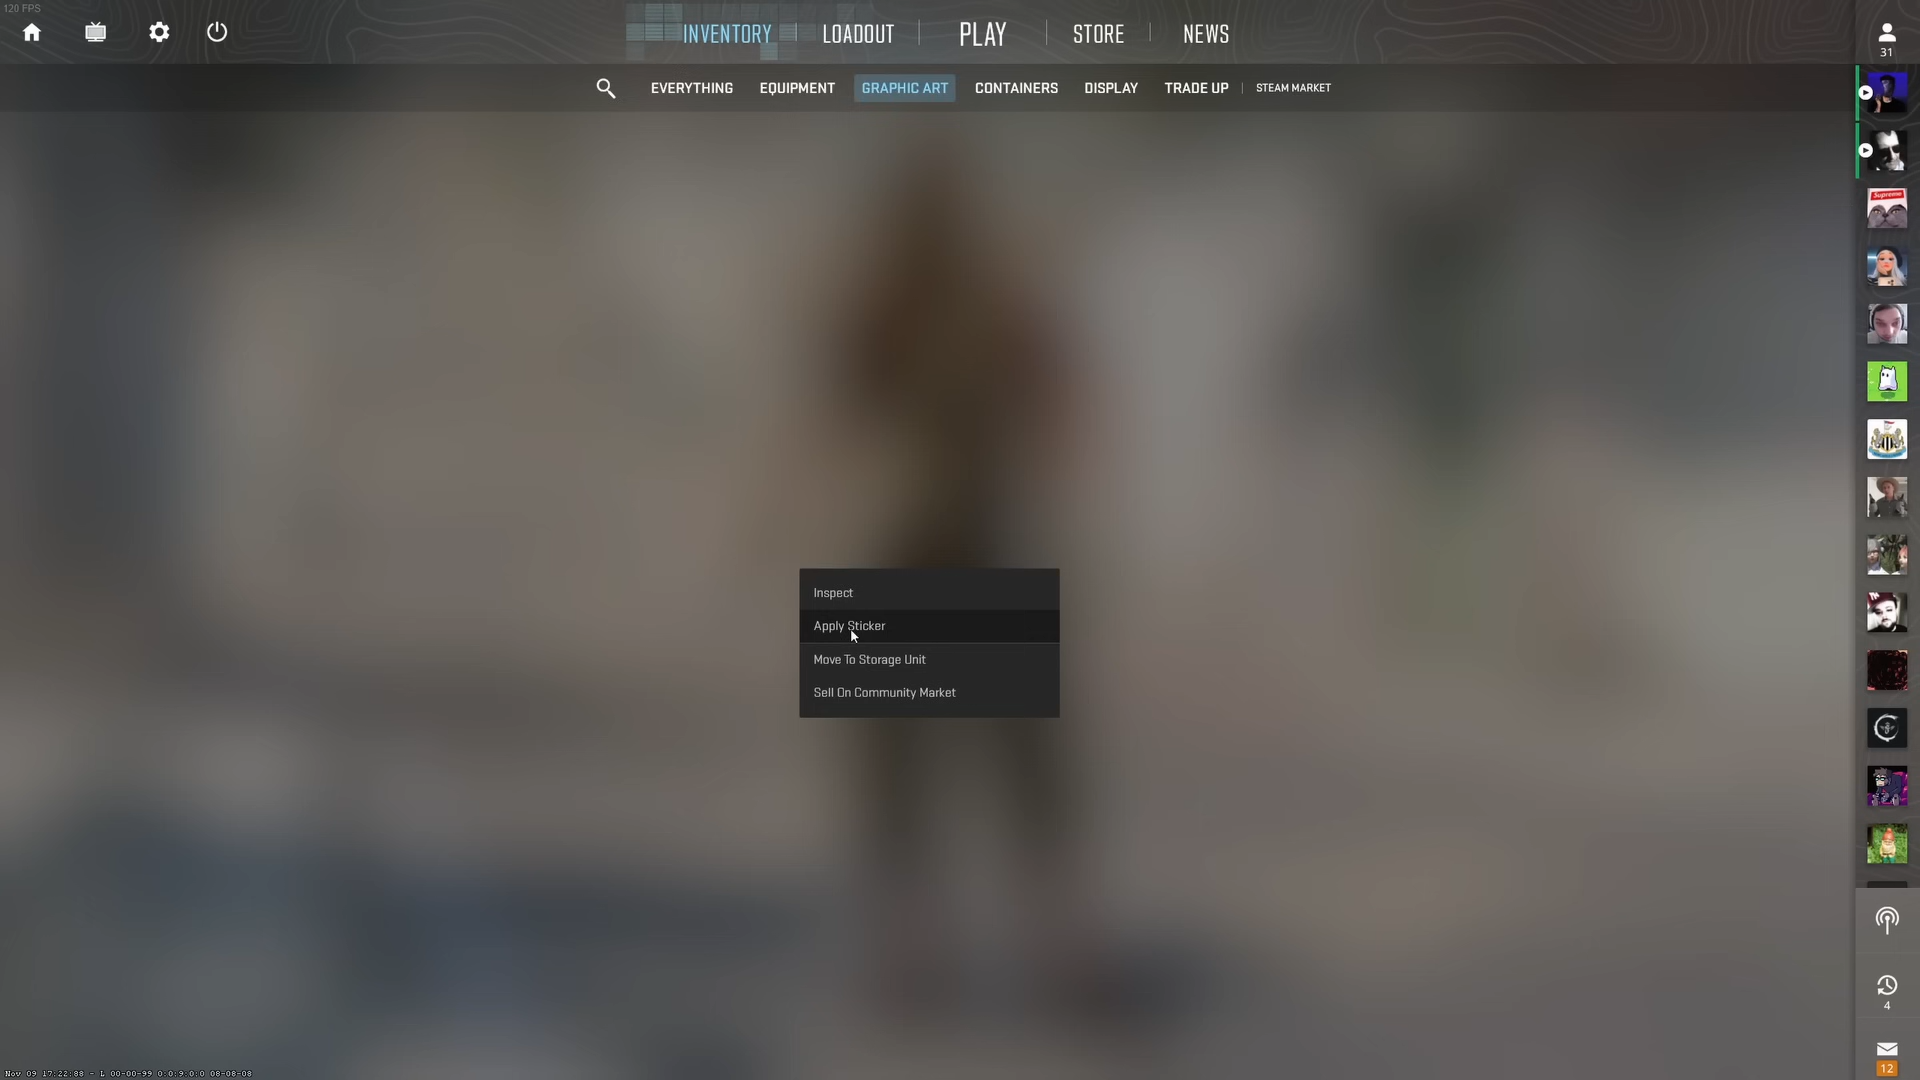 120 FPS
INVENTORY
LOADOUT
PLAY
STORE
NEWS
31
EVERYTHING
EQUIPMENT
GRAPHIC ART
CONTAINERS
DISPLAY
TRADE UP
STEAM MARKET
Supreme
Inspect
Apply Sticker
Move To Storage Unit
Sell On Community Market
4
12